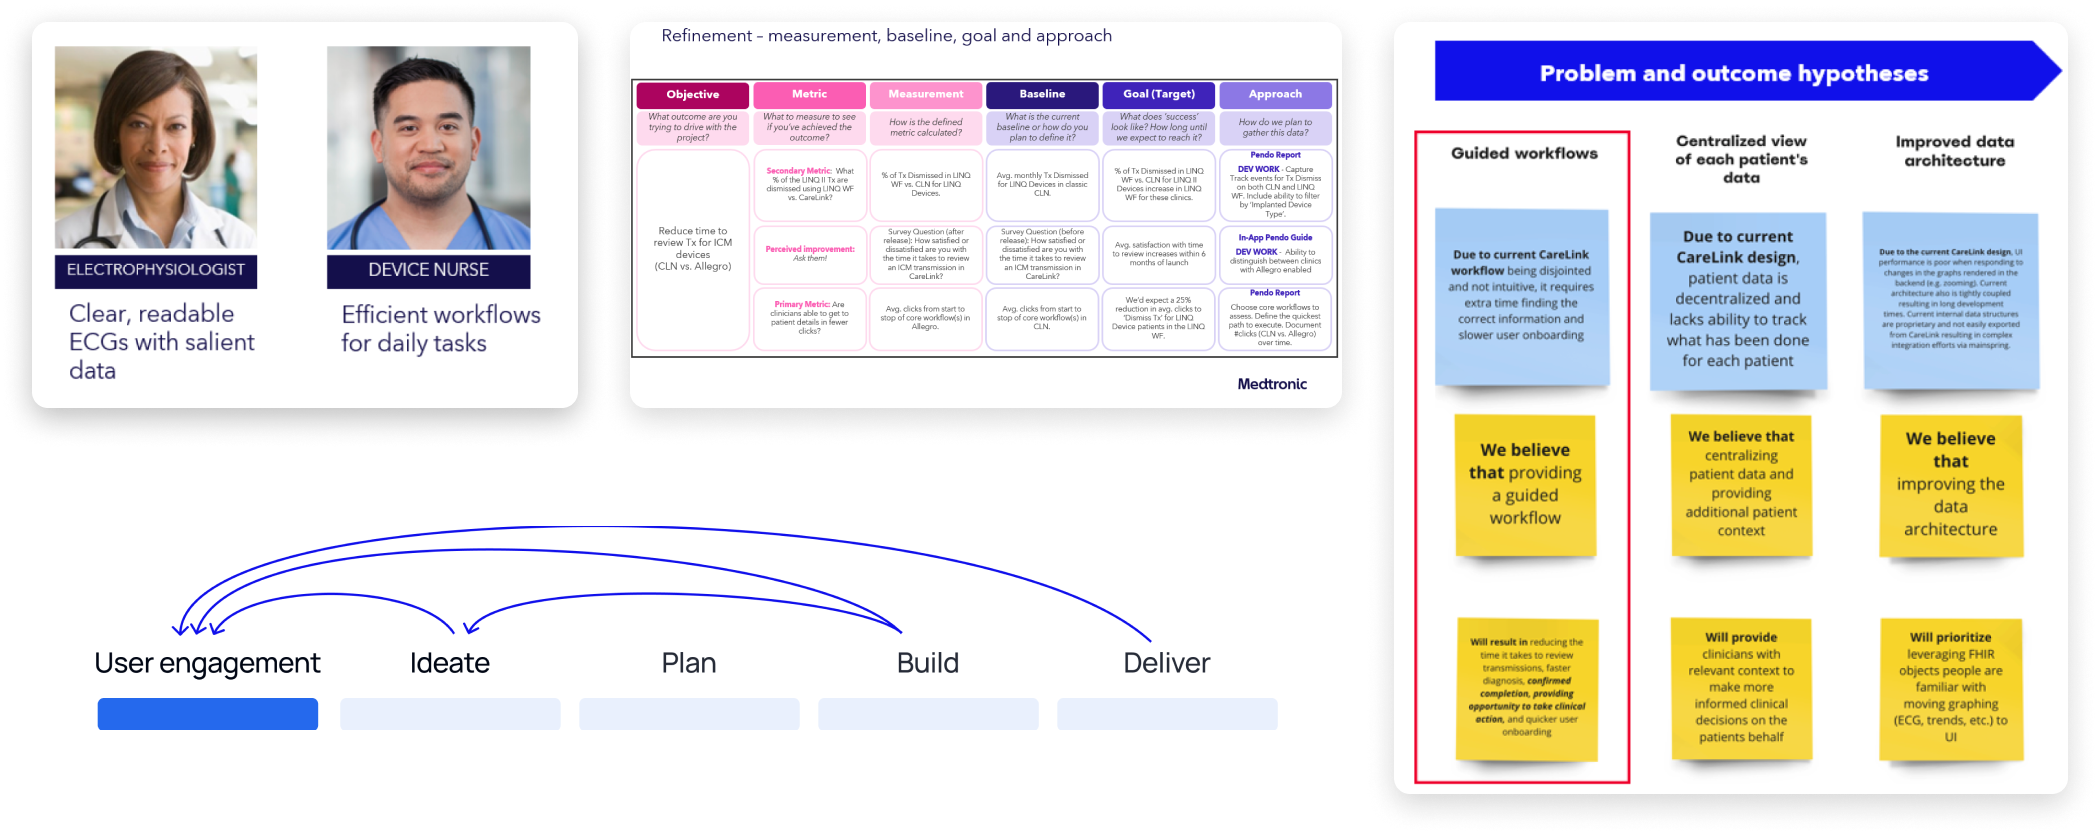 ELECTROPHYSIOLOGIST
Clear, readable
ECGs with salient
data
DEVICE NURSE
Efficient workflows
for daily tasks
Refinement – measurement, baseline, goal and approach
Objective
Metric
Measurement
Baseline
Goal (Target)
Approach
What outcome are you
trying to drive with the
project?
What to measure to see
if you've achieved the
outcome?
How is the defined
metric calculated?
What is the current
baseline or how do you
plan to define it?
What does 'success'
look like? How long until
we expect to reach it?
How do we plan to
gather this data?
Reduce time to
review Tx for ICM
devices
(CLN vs. Allegro)
Secondary Metric: What
% of the LINQ II Tx are
dismissed using LINQ WF
vs. CareLink?
% of Tx Dismissed in LINQ
WF vs. CLN for LINQ
Devices.
Avg. monthly Tx Dismissed
for LINQ Devices in classic
CLN.
% of Tx Dismissed in LINQ
WF vs. CLN for LINQ II
Devices increase in LINQ
WF for these clinics.
Pendo Report
DEV WORK - Capture
Track events for Tx Dismiss
on both CLN and LINQ
WF. Include ability to filter
by 'Implanted Device
Type'.
Perceived improvement:
Ask them!
Survey Question (after
release): How satisfied or
dissatisfied are you with
the time it takes to review
an ICM transmission in
CareLink?
Survey Question (before
release): How satisfied or
dissatisfied are you with
the time it takes to review
an ICM transmission in
CareLink?
Avg. satisfaction with time
to review increases within 6
months of launch
In-App Pendo Guide
DEV WORK - Ability to
distinguish between clinics
with Allegro enabled
Primary Metric: Are
clinicians able to get to
patient details in fewer
clicks?
Avg. clicks from start to
stop of core workflow(s) in
Allegro.
Avg. clicks from start to
stop of core workflow(s) in
CLN.
We'd expect a 25%
reduction in avg. clicks to
'Dismiss Tx' for LINQ
Device patients in the LINQ
WF.
Pendo Report
Choose core workflows to
assess. Define the quickest
path to execute. Document
#clicks (CLN vs. Allegro)
over time.
Medtronic
Problem and outcome hypotheses
Guided workflows
Due to current CareLink
workflow being disjointed
and not intuitive, it requires
extra time finding the
correct information and
slower user onboarding
We believe
that providing
a guided
workflow
Will result in reducing the
time it takes to review
transmissions, faster
diagnosis, confirmed
completion, providing
opportunity to take clinical
action, and quicker user
onboarding
Centralized view
of each patient's
data
Due to current
CareLink design,
patient data is
decentralized and
lacks ability to track
what has been done
for each patient
We believe that
centralizing
patient data and
providing
additional patient
context
Will provide
clinicians with
relevant context to
make more
informed clinical
decisions on the
patients behalf
Improved data
architecture
Due to the current CareLink design, UI
performance is poor when responding to
changes in the graphs rendered in the
backend (e.g. zooming). Current
architecture also is tightly coupled
resulting in long development
times. Current internal data structures
are proprietary and not easily exported
from CareLink resulting in complex
integration efforts via mainspring.
We believe
that
improving the
data
architecture
Will prioritize
leveraging FHIR
objects people are
familiar with
moving graphing
(ECG, trends, etc.) to
UI
User engagement
Ideate
Plan
Build
Deliver